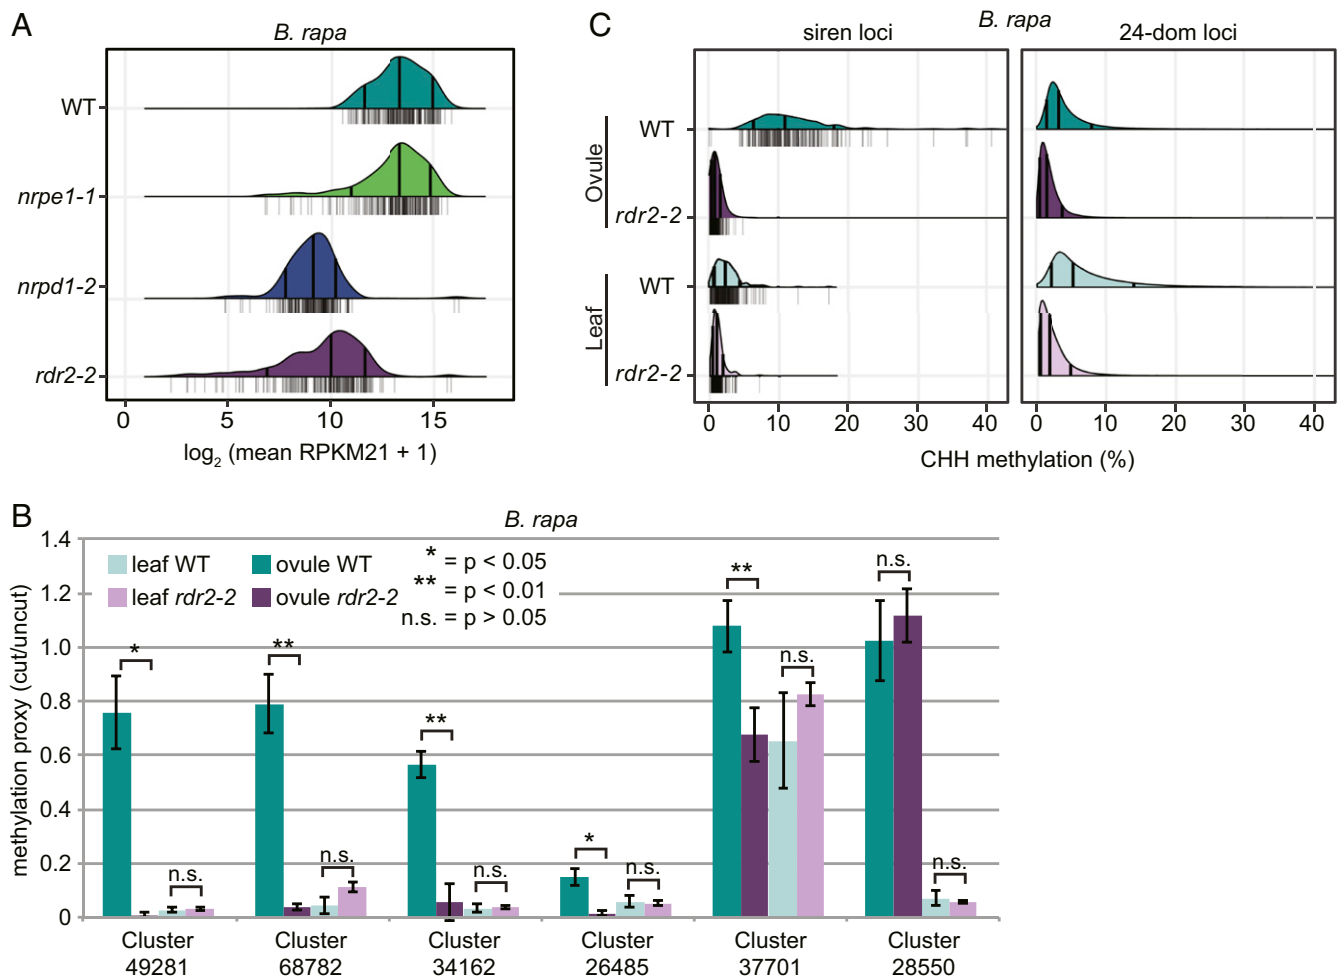 A
B. rapa
WT
nrpe1-1
nrpd1-2
rdr2-2
0 5 10 15
log2 (mean RPKM21 + 1)
C
B. rapa
siren loci 24-dom loci
Ovule
WT
rdr2-2
Leaf
WT
rdr2-2
0 10 20 30 40 0 10 20 30 40
CHH methylation (%)
B
B. rapa
methylation proxy (cut/uncut)
1.4
1.2
1.0
0.8
0.6
0.4
0.2
0
leaf WT ovule WT
leaf rdr2-2 ovule rdr2-2
* = p < 0.05
** = p < 0.01
n.s. = p > 0.05
* n.s.
** n.s.
** n.s.
* n.s.
** n.s.
n.s. n.s.
Cluster 49281
Cluster 68782
Cluster 34162
Cluster 26485
Cluster 37701
Cluster 28550